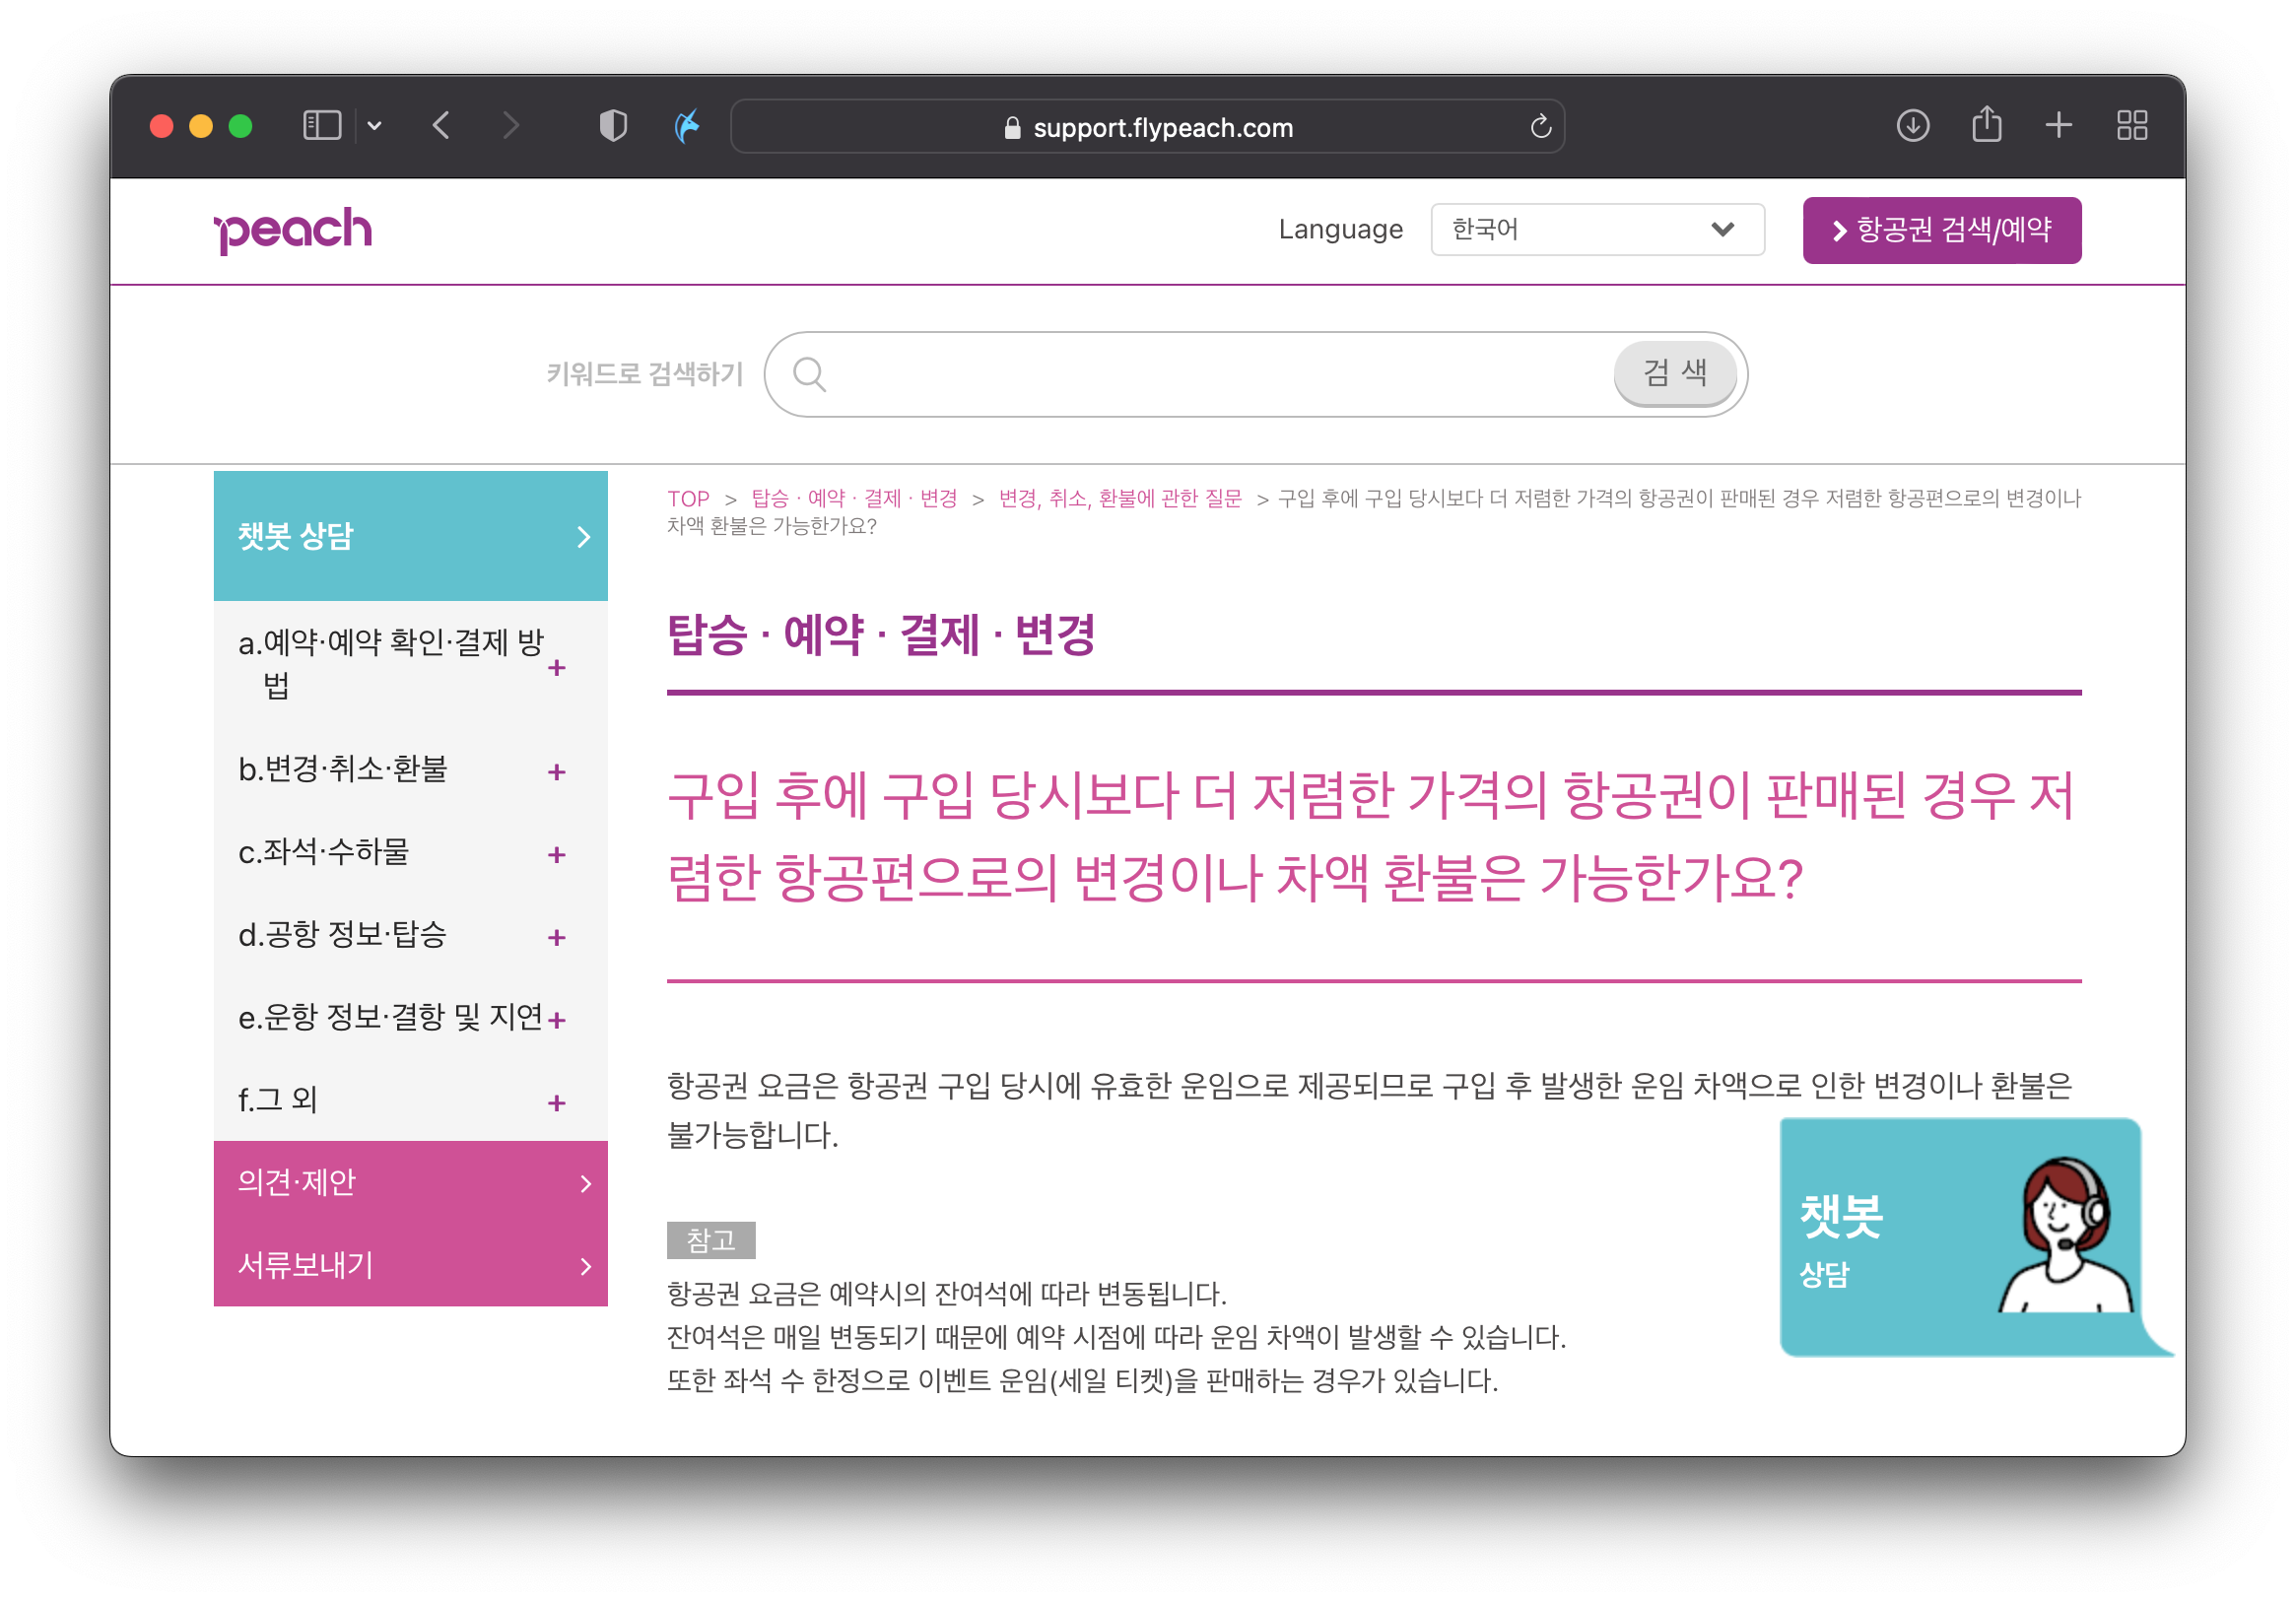 support.flypeach.com
peach
Language
한국어
항공권 검색/예약
키워드로 검색하기
검 색
챗봇 상담
a.예약·예약 확인·결제 방
법
b.변경·취소·환불
c.좌석·수하물
d.공항 정보·탑승
e.운항 정보·결항 및 지연
f.그 외
의견·제안
서류보내기
TOP > 탑승 · 예약 · 결제 · 변경 > 변경, 취소, 환불에 관한 질문 > 구입 후에 구입 당시보다 더 저렴한 가격의 항공권이 판매된 경우 저렴한 항공편으로의 변경이나
차액 환불은 가능한가요?
탑승 · 예약 · 결제 · 변경
구입 후에 구입 당시보다 더 저렴한 가격의 항공권이 판매된 경우 저
렴한 항공편으로의 변경이나 차액 환불은 가능한가요?
항공권 요금은 항공권 구입 당시에 유효한 운임으로 제공되므로 구입 후 발생한 운임 차액으로 인한 변경이나 환불은
불가능합니다.
참고
항공권 요금은 예약시의 잔여석에 따라 변동됩니다.
잔여석은 매일 변동되기 때문에 예약 시점에 따라 운임 차액이 발생할 수 있습니다.
또한 좌석 수 한정으로 이벤트 운임(세일 티켓)을 판매하는 경우가 있습니다.
챗봇
상담